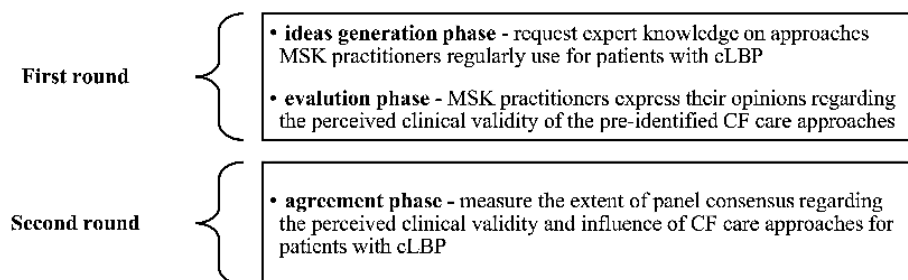 First round
• ideas generation phase - request expert knowledge on approaches
MSK practitioners regularly use for patients with cLBP
• evalution phase - MSK practitioners express their opinions regarding
the perceived clinical validity of the pre-identified CF care approaches
Second round
• agreement phase - measure the extent of panel consensus regarding
the perceived clinical validity and influence of CF care approaches for
patients with cLBP